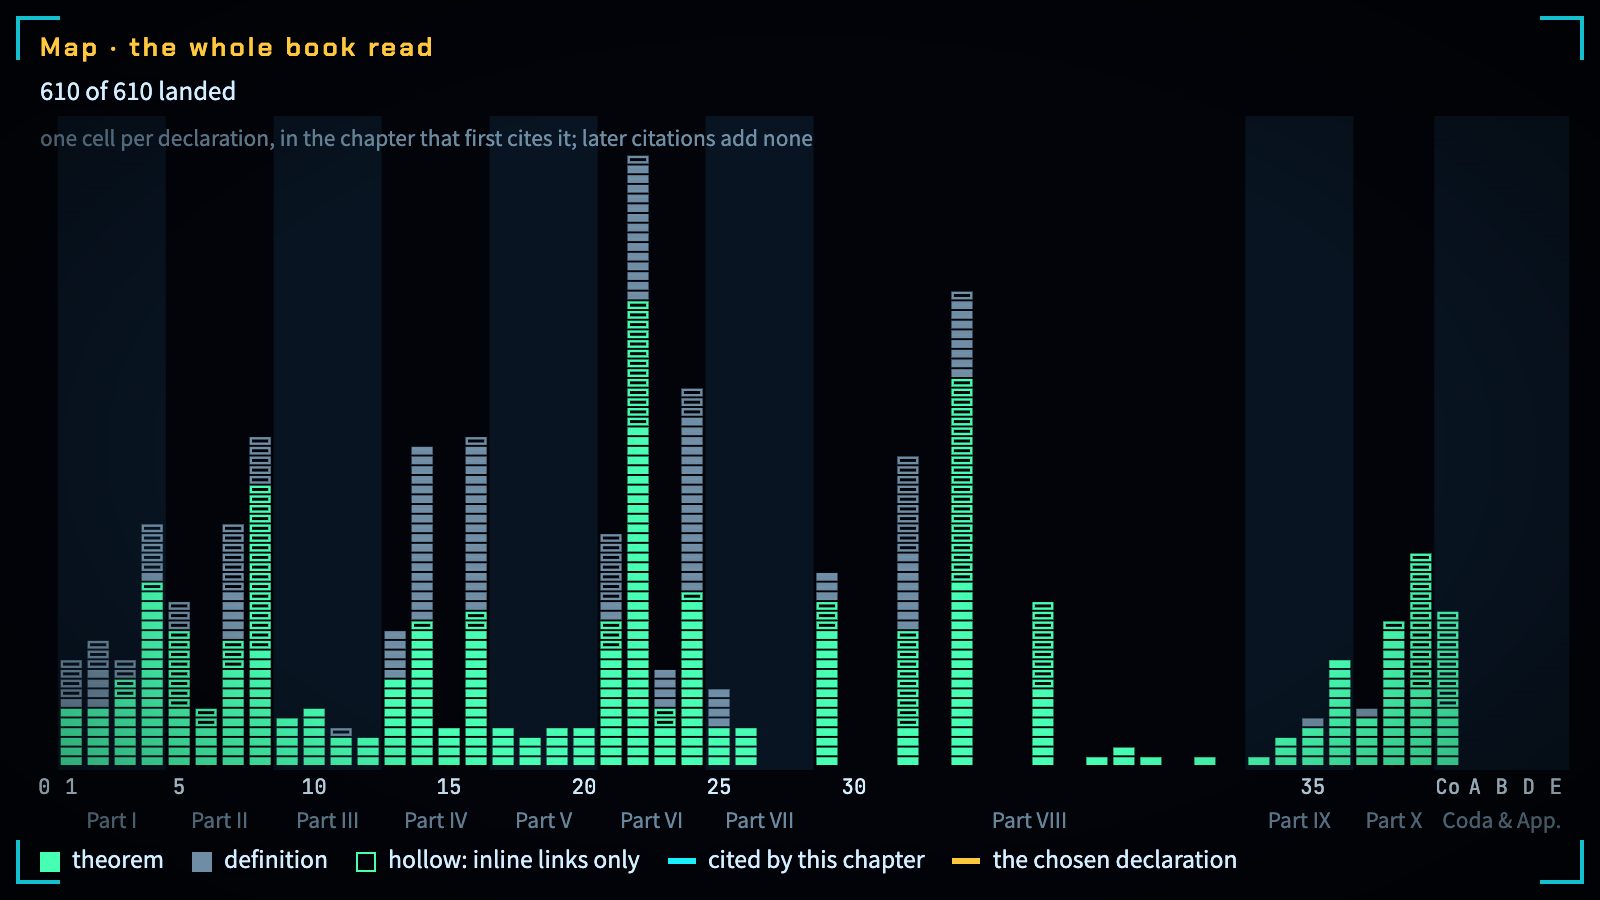 Map · the whole book read
610 of 610 landed
one cell per declaration, in the chapter that first cites it; later citations add none
0 1 5 10 15 20 25 30 35 Co A B D E
Part I Part II Part III Part IV Part V Part VI Part VII Part VIII Part IX Part X Coda & App.
theorem definition hollow: inline links only cited by this chapter the chosen declaration